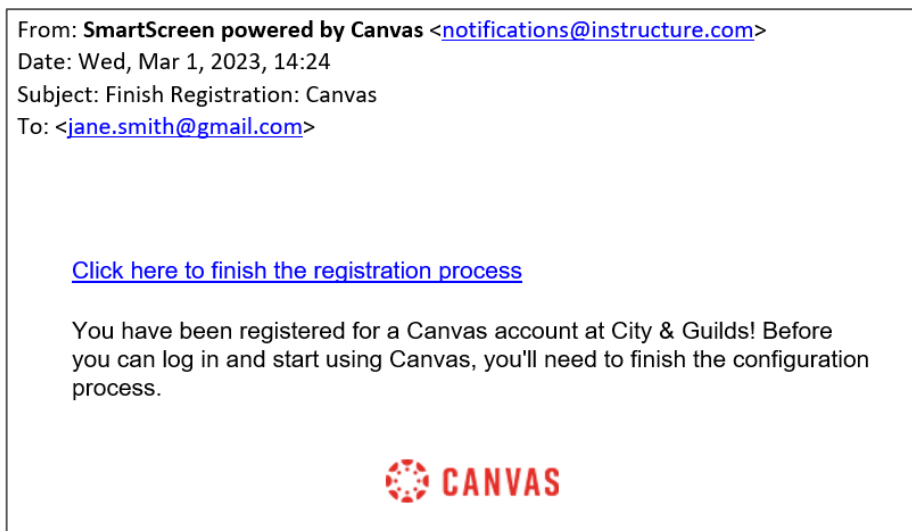 From: SmartScreen powered by Canvas <notifications@instructure.com>
Date: Wed, Mar 1, 2023, 14:24
Subject: Finish Registration: Canvas
To: <jane.smith@gmail.com>
Click here to finish the registration process
You have been registered for a Canvas account at City & Guilds! Before
you can log in and start using Canvas, you'll need to finish the configuration
process.
CANVAS